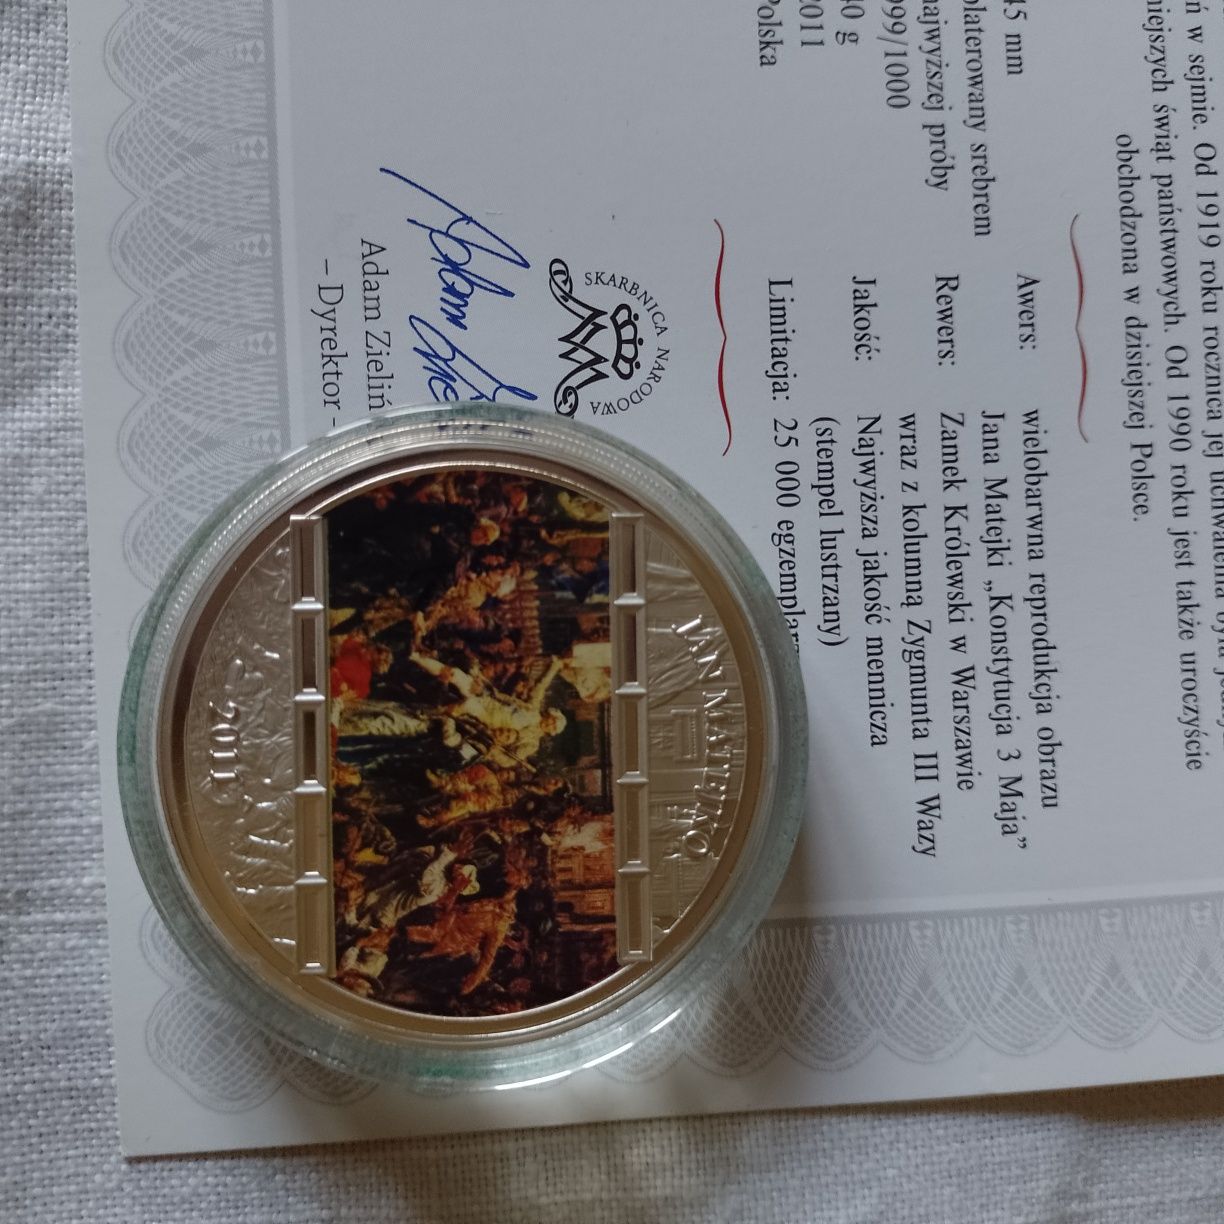 ń w sejmie. Od 1919 roku rocznica jej
niejszych świąt państwowych. Od 1990 roku jest także uroczyście
obchodzona w dzisiejszej Polsce.
45 mm
platerowany srebrem
najwyższej próby
999/1000
40 g
2011
Polska
Awers: wielobarwna reprodukcja obrazu
Jana Matejki „Konstytucja 3 Maja”
Rewers: Zamek Królewski w Warszawie
wraz z kolumną Zygmunta III Wazy
Jakość: Najwyższa jakość mennicza
(stempel lustrzany)
Limitacja: 25 000 egzemplarz
SKARBNICA NARODOWA
Adam Zieliń
– Dyrektor –
JAN MATEJKO
2011